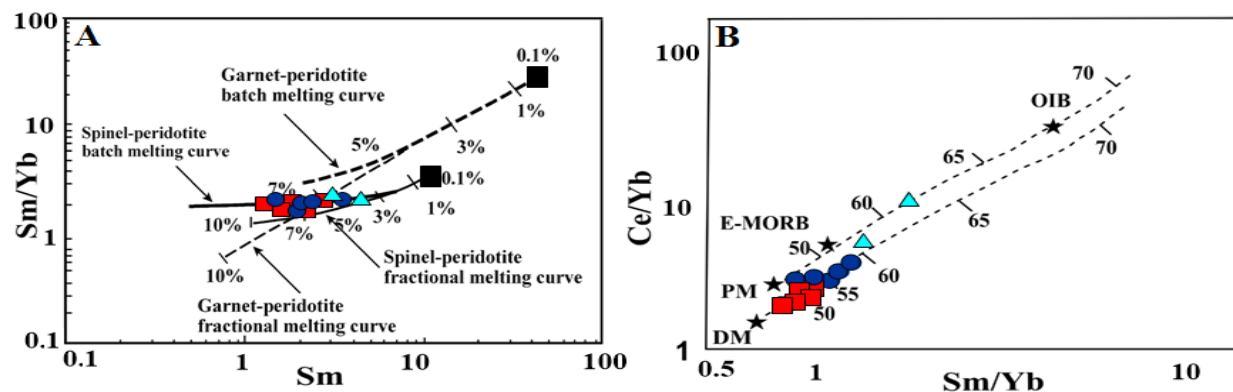 A
100
10
1
0.1
Sm/Yb
0.1
1
10
100
Sm
Garnet-peridotite
batch melting curve
Spinel-peridotite
batch melting curve
0.1%
1%
3%
5%
7%
0.1%
1%
3%
5%
7%
10%
10%
Spinel-peridotite
fractional melting curve
Garnet-peridotite
fractional melting curve
B
100
10
1
Ce/Yb
0.5
1
10
Sm/Yb
70
OIB
65
70
60
65
E-MORB
50
60
PM
55
50
DM